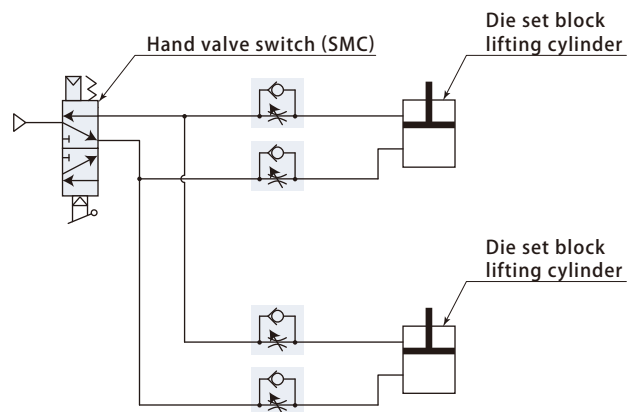 Die set block
lifting cylinder
Hand valve switch (SMC)
Die set block
lifting cylinder